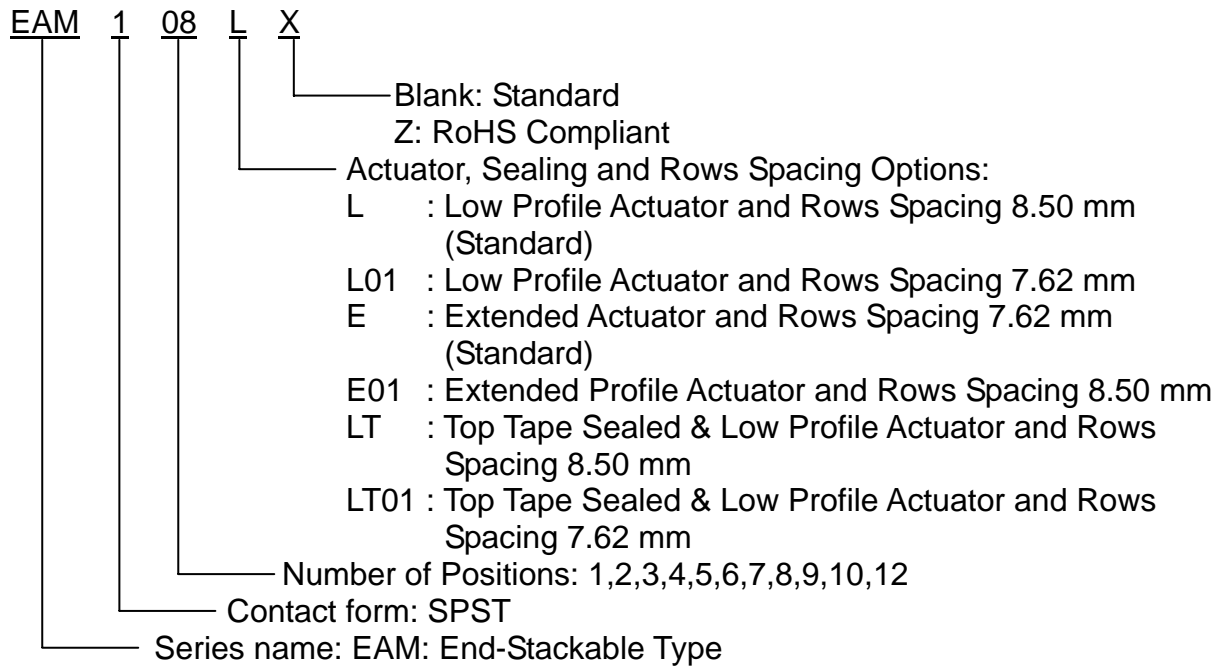 EAM 1 08 L X
Blank: Standard
Z: RoHS Compliant
Actuator, Sealing and Rows Spacing Options:
L : Low Profile Actuator and Rows Spacing 8.50 mm
(Standard)
L01 : Low Profile Actuator and Rows Spacing 7.62 mm
E : Extended Actuator and Rows Spacing 7.62 mm
(Standard)
E01 : Extended Profile Actuator and Rows Spacing 8.50 mm
LT : Top Tape Sealed & Low Profile Actuator and Rows
Spacing 8.50 mm
LT01 : Top Tape Sealed & Low Profile Actuator and Rows
Spacing 7.62 mm
Number of Positions: 1,2,3,4,5,6,7,8,9,10,12
Contact form: SPST
Series name: EAM: End-Stackable Type